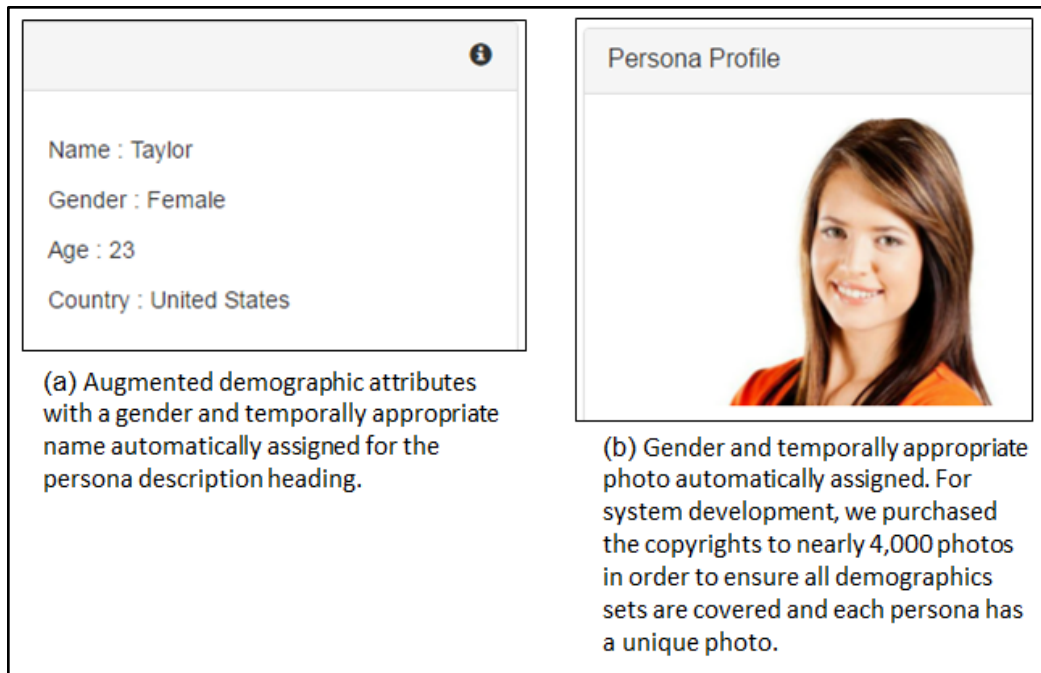 Name : Taylor
Gender : Female
Age : 23
Country : United States
(a) Augmented demographic attributes
with a gender and temporally appropriate
name automatically assigned for the
persona description heading.
Persona Profile
(b) Gender and temporally appropriate
photo automatically assigned. For
system development, we purchased
the copyrights to nearly 4,000 photos
in order to ensure all demographics
sets are covered and each persona has
a unique photo.